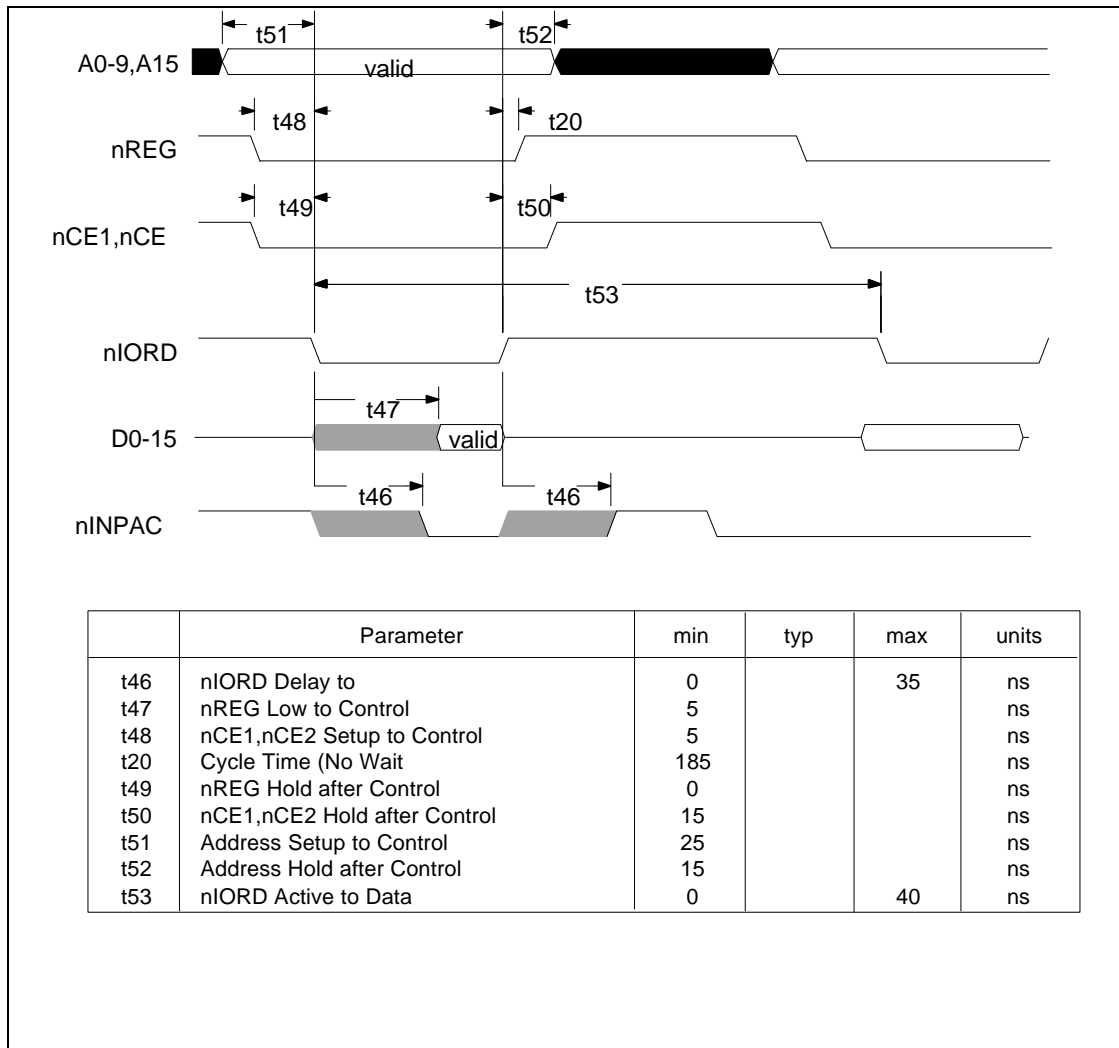 t51 t52
A0-9,A15 valid
t48 t20
nREG
t49 t50
nCE1,nCE
t53
nIORD
t47
D0-15 valid
t46 t46
nINPAC
Parameter min typ max units
t46 nIORD Delay to 0 35 ns
t47 nREG Low to Control 5 ns
t48 nCE1,nCE2 Setup to Control 5 ns
t20 Cycle Time (No Wait 185 ns
t49 nREG Hold after Control 0 ns
t50 nCE1,nCE2 Hold after Control 15 ns
t51 Address Setup to Control 25 ns
t52 Address Hold after Control 15 ns
t53 nIORD Active to Data 0 40 ns